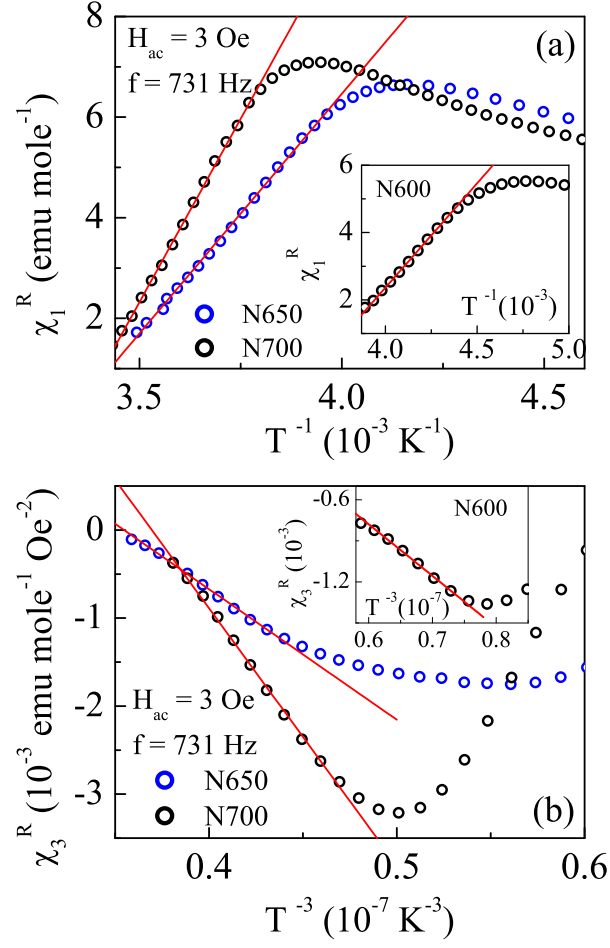 H_ac = 3 Oe
(a)
f = 731 Hz
8
6
4
2
χ_1^R (emu mole^-1)
N650
N700
3.5 4.0 4.5
T^-1 (10^-3 K^-1)
N600
6
4
2
χ_1^R
T^-1(10^-3)
4.0 4.5 5.0
0
-1
-2
-3
χ_3^R (10^-3 emu mole^-1 Oe^-2)
H_ac = 3 Oe
f = 731 Hz
N650
N700
(b)
0.4 0.5 0.6
T^-3 (10^-7 K^-3)
N600
-0.6
-1.2
χ_3^R (10^-3)
T^-3(10^-7)
0.6 0.7 0.8